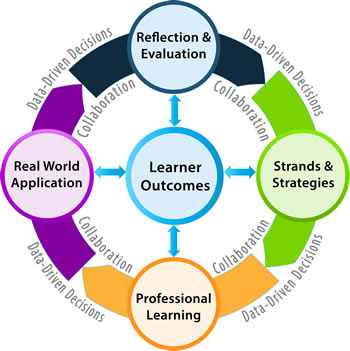 Reflection &
Evaluation
Data-Driven Decisions
Collaboration
Data-Driven Decisions
Collaboration
Real World
Application
Learner
Outcomes
Strands &
Strategies
Collaboration
Data-Driven Decisions
Collaboration
Data-Driven Decisions
Professional
Learning